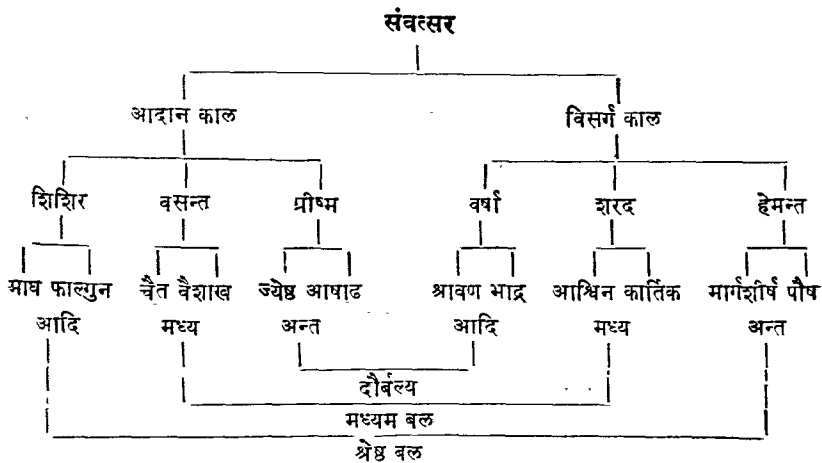 संवत्सर
आदान काल विसर्ग काल
शिशिर वसन्त ग्रीष्म वर्षा शरद हेमन्त
माघ फाल्गुन चैत वैशाख ज्येष्ठ आषाढ श्रावण भाद्र आश्विन कार्तिक मार्गशीर्ष पौष
आदि मध्य अन्त आदि मध्य अन्त
दौर्बल्य
मध्यम बल
श्रेष्ठ बल